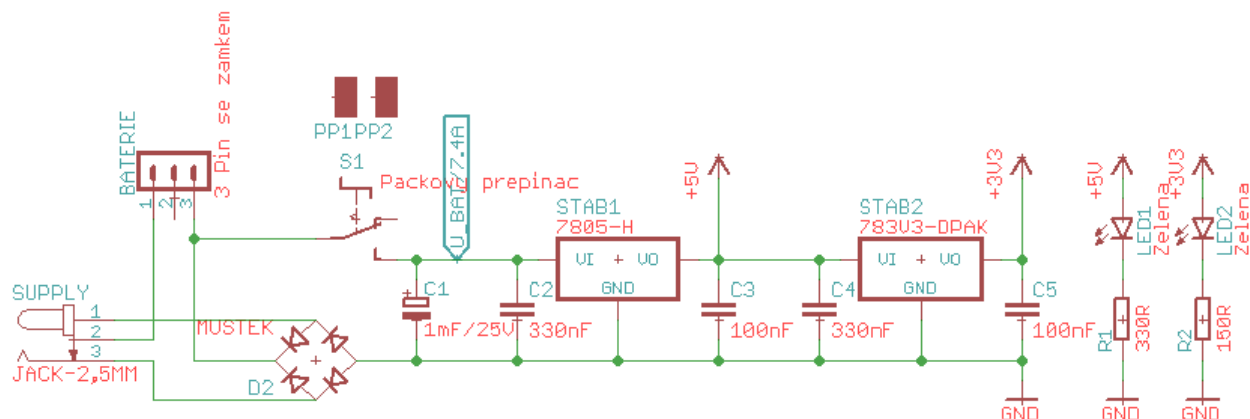 BATERIE
3 Pin se zamkem
1
2
3
PP1PP2
S1
Packovy prepinac
U_BAT/7.4A
STAB1
7805-H
VI
VO
GND
+5V
STAB2
783V3-DPAK
VI
VO
GND
+3V3
C1
1mF/25V
C2
330nF
C3
100nF
C4
330nF
C5
100nF
SUPPLY
1
2
3
JACK-2,5MM
MUSTEK
D2
GND
+5V
LED1
Zelena
R1
330R
GND
+3V3
LED2
Zelena
R2
150R
GND